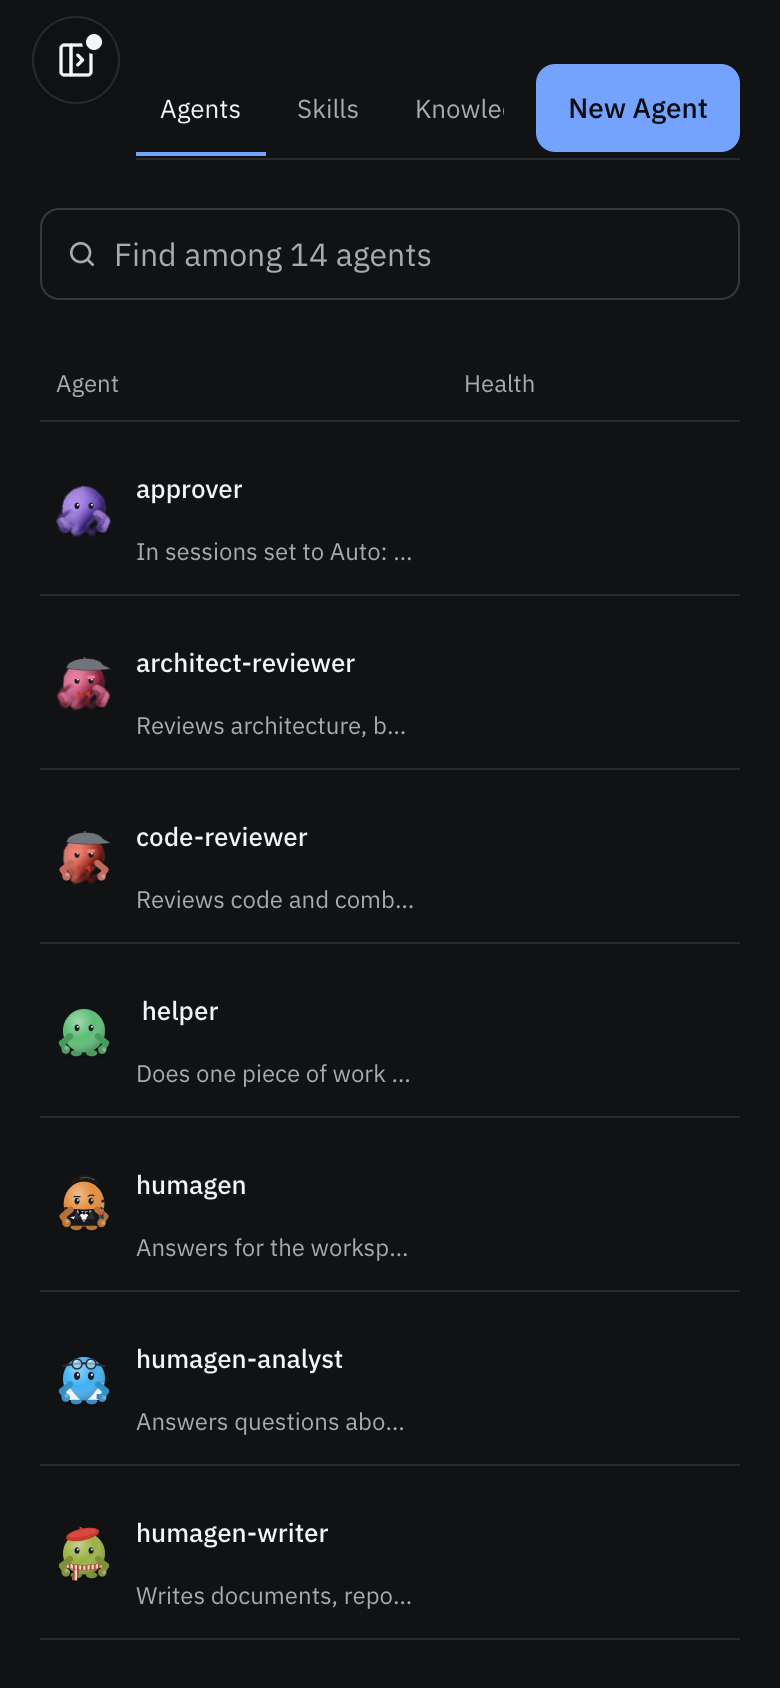 Agents Skills Knowle New Agent
Find among 14 agents
Agent Health
approver
In sessions set to Auto: ...
architect-reviewer
Reviews architecture, b...
code-reviewer
Reviews code and comb...
helper
Does one piece of work ...
humagen
Answers for the worksp...
humagen-analyst
Answers questions abo...
humagen-writer
Writes documents, repo...